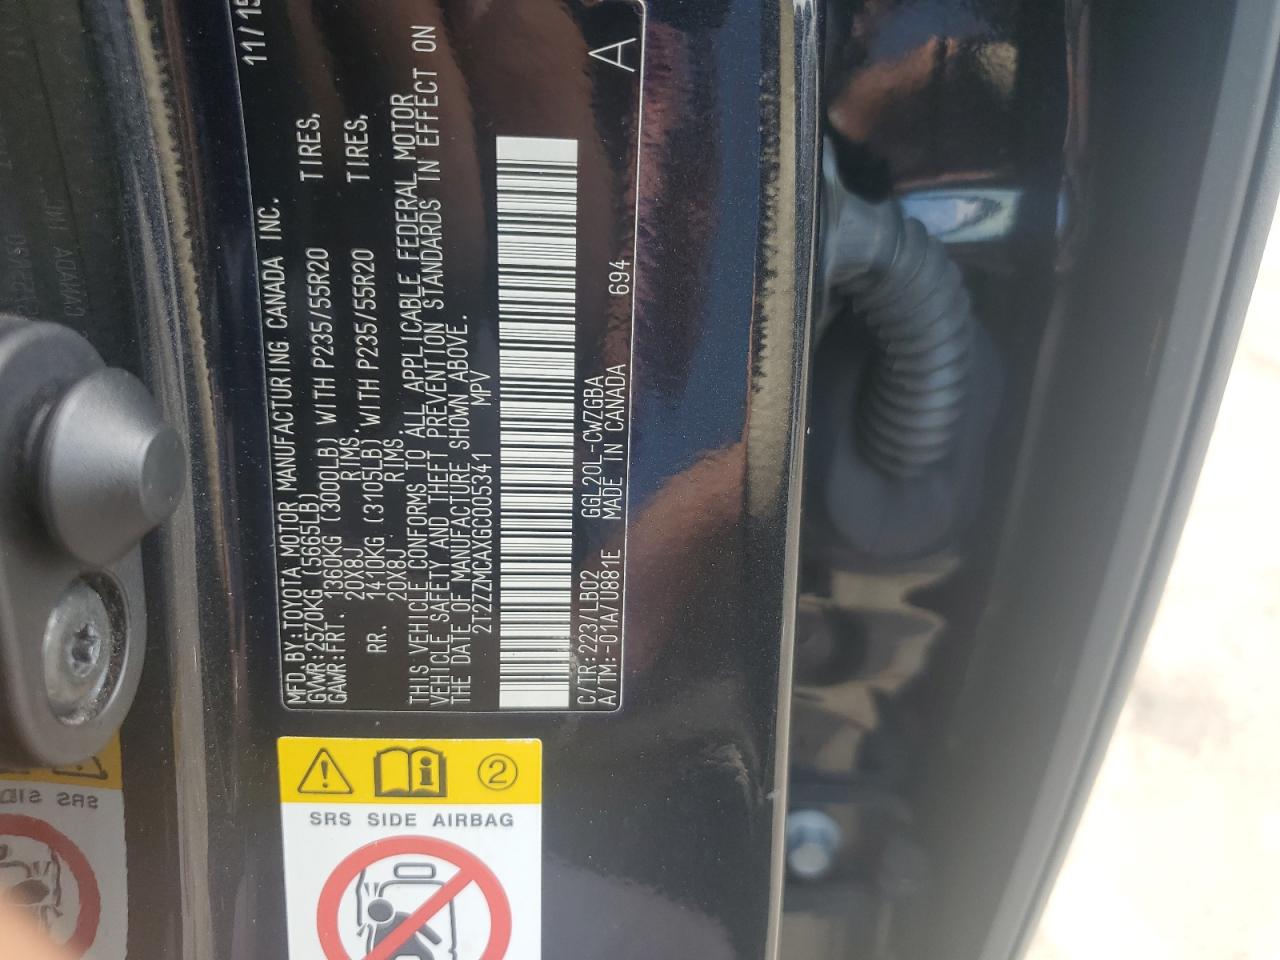 MFD.BY:TOYOTA MOTOR MANUFACTURING CANADA INC. 11/15
GVWR:2570KG (5665LB)
GAWR:FRT. 1360KG (3000LB) WITH P235/55R20 TIRES,
20X8J RIMS,
RR. 1410KG (3105LB) WITH P235/55R20 TIRES,
20X8J RIMS.
THIS VEHICLE CONFORMS TO ALL APPLICABLE FEDERAL MOTOR
VEHICLE SAFETY AND THEFT PREVENTION STANDARDS IN EFFECT ON
THE DATE OF MANUFACTURE SHOWN ABOVE.
2T2ZZMCAXGC005341 MPV
C/TR:223/LB02 GGL20L-CWZGBA
A/TM:-01A/U881E MADE IN CANADA 694 A
2
SRS SIDE AIRBAG